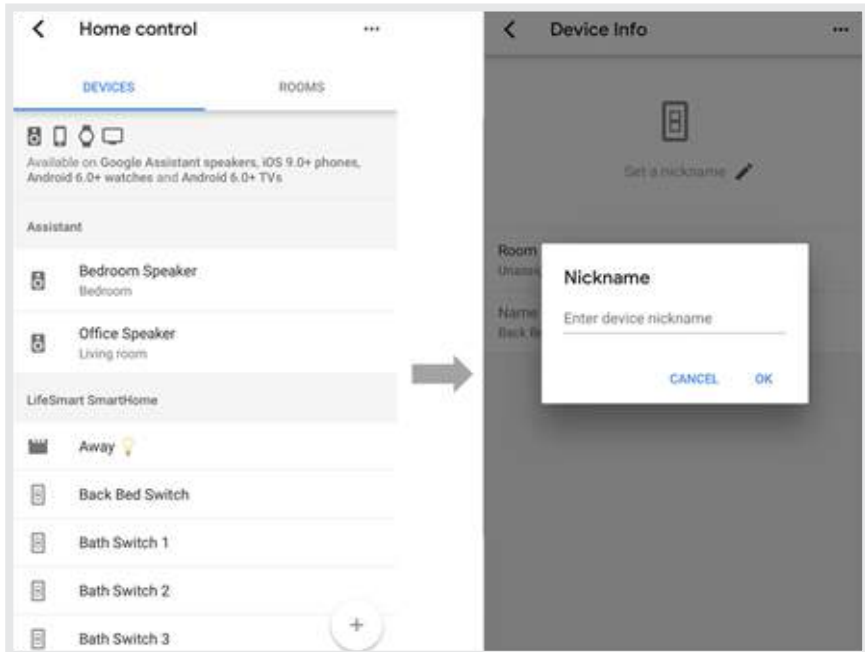 Home control
DEVICES
ROOMS
Available on Google Assistant speakers, iOS 9.0+ phones,
Android 6.0+ watches and Android 6.0+ TVs
Assistant
Bedroom Speaker
Bedroom
Office Speaker
Living room
LifeSmart SmartHome
Away
Back Bed Switch
Bath Switch 1
Bath Switch 2
Bath Switch 3
+
Device Info
Set a nickname
Room
Name
Nickname
Enter device nickname
CANCEL OK